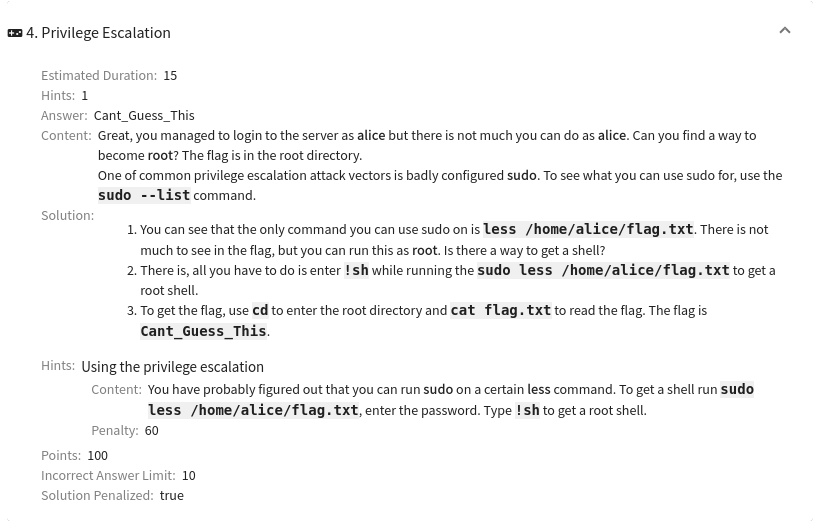 4. Privilege Escalation
Estimated Duration: 15
Hints: 1
Answer: Cant_Guess_This
Content: Great, you managed to login to the server as alice but there is not much you can do as alice. Can you find a way to
become root? The flag is in the root directory.
One of common privilege escalation attack vectors is badly configured sudo. To see what you can use sudo for, use the
sudo --list command.
Solution:
1. You can see that the only command you can use sudo on is less /home/alice/flag.txt. There is not
much to see in the flag, but you can run this as root. Is there a way to get a shell?
2. There is, all you have to do is enter !sh while running the sudo less /home/alice/flag.txt to get a
root shell.
3. To get the flag, use cd to enter the root directory and cat flag.txt to read the flag. The flag is
Cant_Guess_This.
Hints: Using the privilege escalation
Content: You have probably figured out that you can run sudo on a certain less command. To get a shell run sudo
less /home/alice/flag.txt, enter the password. Type !sh to get a root shell.
Penalty: 60
Points: 100
Incorrect Answer Limit: 10
Solution Penalized: true